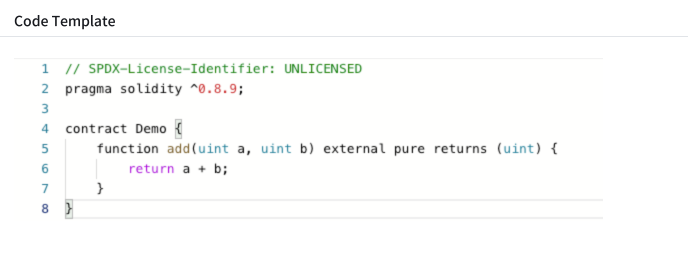 Code Template
1 // SPDX-License-Identifier: UNLICENSED
2 pragma solidity ^0.8.9;
3
4 contract Demo {
5     function add(uint a, uint b) external pure returns (uint) {
6         return a + b;
7     }
8 }